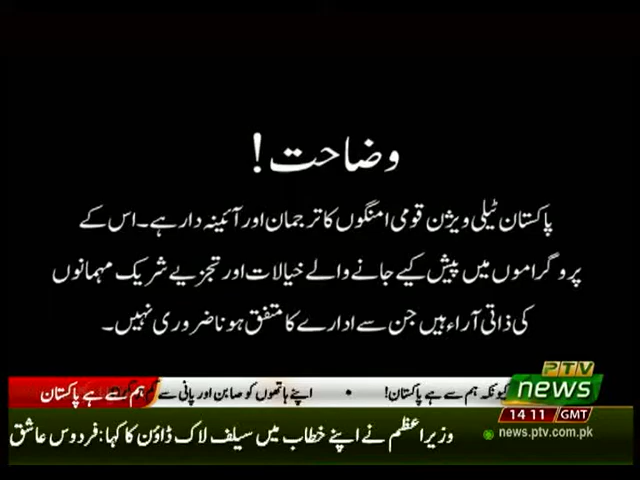 وضاحت!
پاکستان ٹیلی ویژن قومی امنگوں کا ترجمان اور آئینہ دار ہے۔ اس کے
پروگراموں میں پیش کیے جانے والے خیالات اور تجزیے شریک مہمانوں
کی ذاتی آراء ہیں جن سے ادارے کا متفق ہونا ضروری نہیں۔
PTV
news
کیونکہ ہم سے ہے پاکستان! • اپنے ہاتھوں کو صابن اور پانی سے
ہم سے ہے پاکستان
14 11 GMT
news.ptv.com.pk
وزیراعظم نے اپنے خطاب میں سیلف لاک ڈاؤن کا کہا: فردوس عاشق